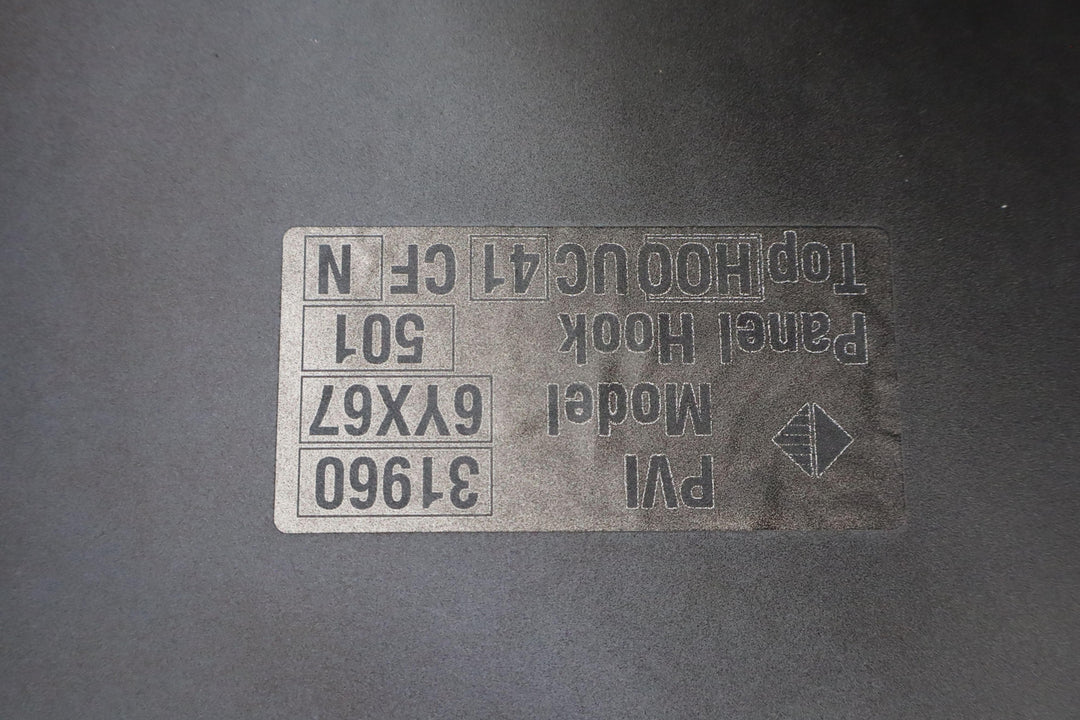 PVI 31960
Model 6YX67
Panel Hook 501
Top HOO UC 41 CF N